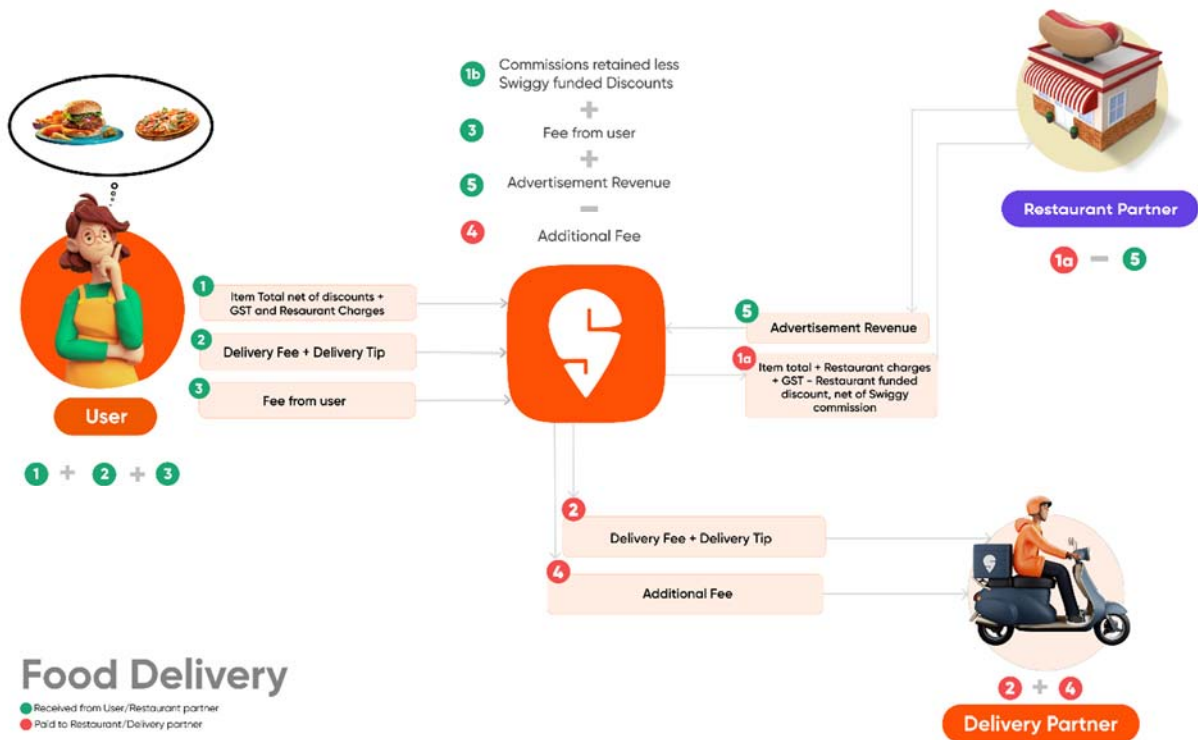 1b
Commissions retained less
Swiggy funded Discounts
+
3
Fee from user
+
5
Advertisement Revenue
-
4
Additional Fee
Restaurant Partner
1a - 5
1
Item Total net of discounts +
GST and Resaurant Charges
2
Delivery Fee + Delivery Tip
3
Fee from user
User
1 + 2 + 3
5
Advertisement Revenue
1a
Item total + Restaurant charges
+ GST - Restaurant funded
discount, net of Swiggy
commission
2
Delivery Fee + Delivery Tip
4
Additional Fee
2 + 4
Delivery Partner
Food Delivery
Received from User/Restaurant partner
Paid to Restaurant/Delivery partner